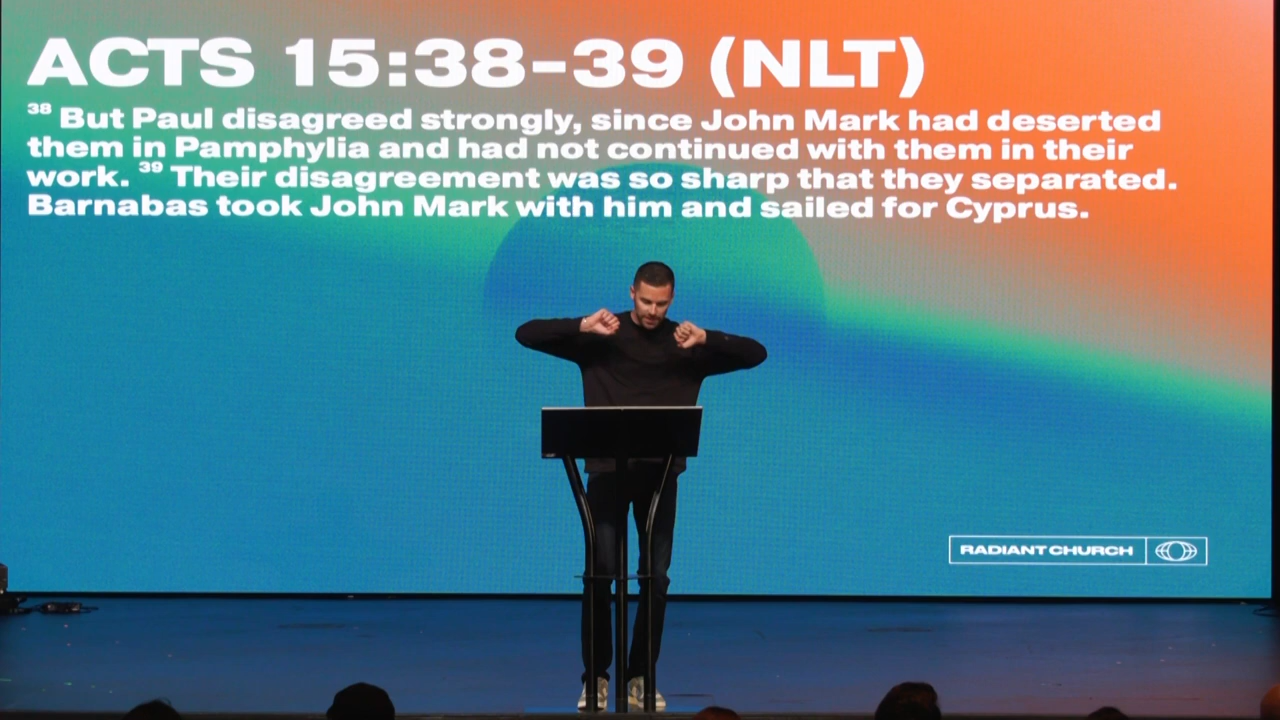 ACTS 15:38–39 (NLT)
38 But Paul disagreed strongly, since John Mark had deserted
them in Pamphylia and had not continued with them in their
work. 39 Their disagreement was so sharp that they separated.
Barnabas took John Mark with him and sailed for Cyprus.
RADIANT CHURCH